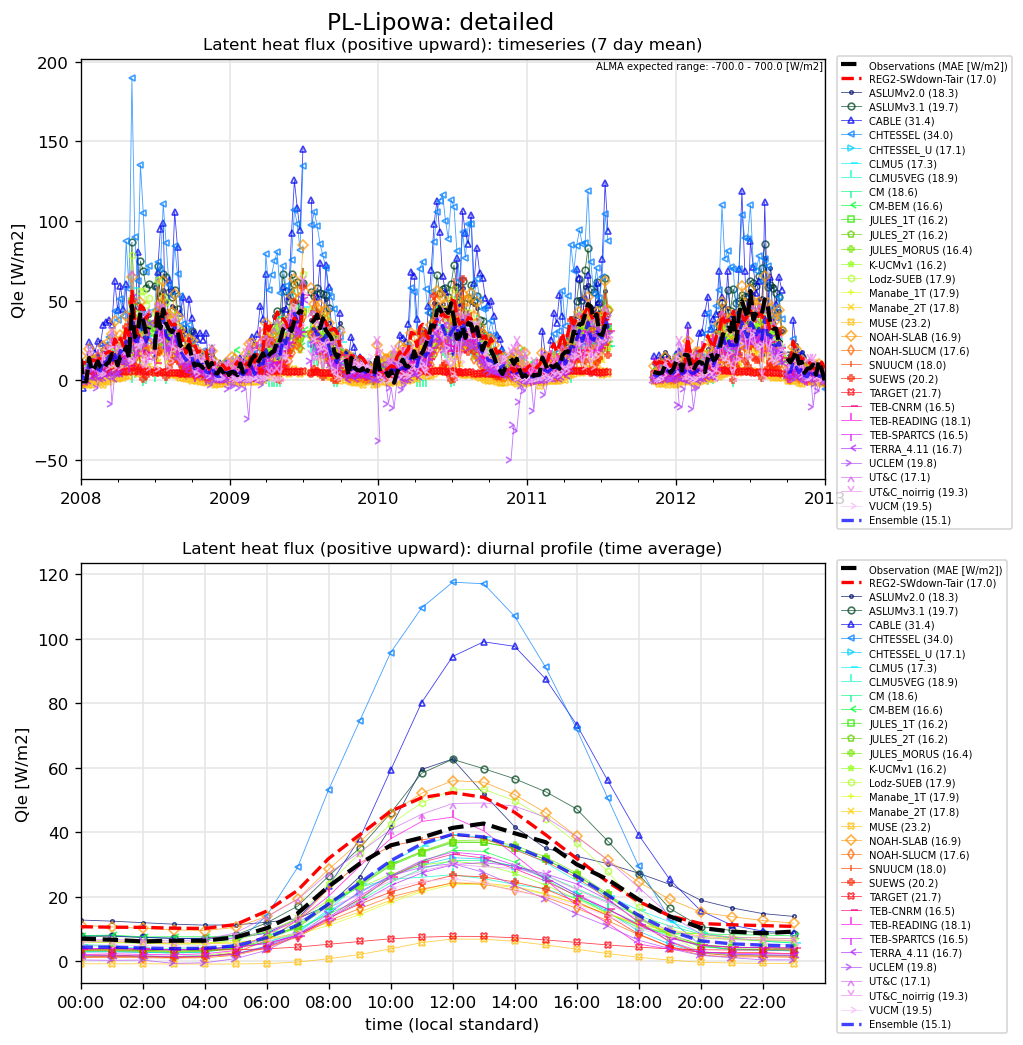 PL-Lipowa: detailed
Latent heat flux (positive upward): timeseries (7 day mean)
ALMA expected range: -700.0 - 700.0 [W/m2]
Qle [W/m2]
200
150
100
50
0
−50
2008
2009
2010
2011
2012
2013
Observations (MAE [W/m2])
REG2-SWdown-Tair (17.0)
ASLUMv2.0 (18.3)
ASLUMv3.1 (19.7)
CABLE (31.4)
CHTESSEL (34.0)
CHTESSEL_U (17.1)
CLMU5 (17.3)
CLMU5VEG (18.9)
CM (18.6)
CM-BEM (16.6)
JULES_1T (16.2)
JULES_2T (16.2)
JULES_MORUS (16.4)
K-UCMv1 (16.2)
Lodz-SUEB (17.9)
Manabe_1T (17.9)
Manabe_2T (17.8)
MUSE (23.2)
NOAH-SLAB (16.9)
NOAH-SLUCM (17.6)
SNUUCM (18.0)
SUEWS (20.2)
TARGET (21.7)
TEB-CNRM (16.5)
TEB-READING (18.1)
TEB-SPARTCS (16.5)
TERRA_4.11 (16.7)
UCLEM (19.8)
UT&C (17.1)
UT&C_noirrig (19.3)
VUCM (19.5)
Ensemble (15.1)
Latent heat flux (positive upward): diurnal profile (time average)
Qle [W/m2]
120
100
80
60
40
20
0
00:00
02:00
04:00
06:00
08:00
10:00
12:00
14:00
16:00
18:00
20:00
22:00
time (local standard)
Observation (MAE [W/m2])
REG2-SWdown-Tair (17.0)
ASLUMv2.0 (18.3)
ASLUMv3.1 (19.7)
CABLE (31.4)
CHTESSEL (34.0)
CHTESSEL_U (17.1)
CLMU5 (17.3)
CLMU5VEG (18.9)
CM (18.6)
CM-BEM (16.6)
JULES_1T (16.2)
JULES_2T (16.2)
JULES_MORUS (16.4)
K-UCMv1 (16.2)
Lodz-SUEB (17.9)
Manabe_1T (17.9)
Manabe_2T (17.8)
MUSE (23.2)
NOAH-SLAB (16.9)
NOAH-SLUCM (17.6)
SNUUCM (18.0)
SUEWS (20.2)
TARGET (21.7)
TEB-CNRM (16.5)
TEB-READING (18.1)
TEB-SPARTCS (16.5)
TERRA_4.11 (16.7)
UCLEM (19.8)
UT&C (17.1)
UT&C_noirrig (19.3)
VUCM (19.5)
Ensemble (15.1)